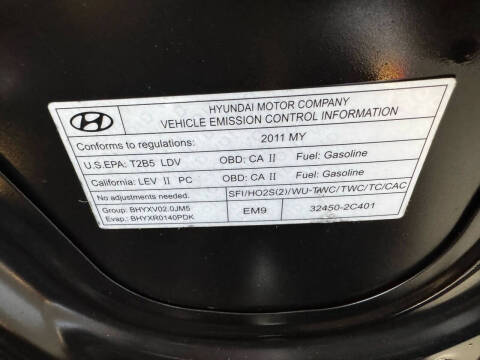 HYUNDAI MOTOR COMPANY
VEHICLE EMISSION CONTROL INFORMATION
Conforms to regulations: 2011 MY
U.S.EPA: T2B5 LDV OBD: CA II Fuel: Gasoline
California: LEV II PC OBD: CA II Fuel: Gasoline
No adjustments needed. SFI/HO2S(2)/WU-TWC/TWC/TC/CAC
Group: BHYXV02.0JM5 EM9 32450-2C401
Evap.: BHYXR0140PDK